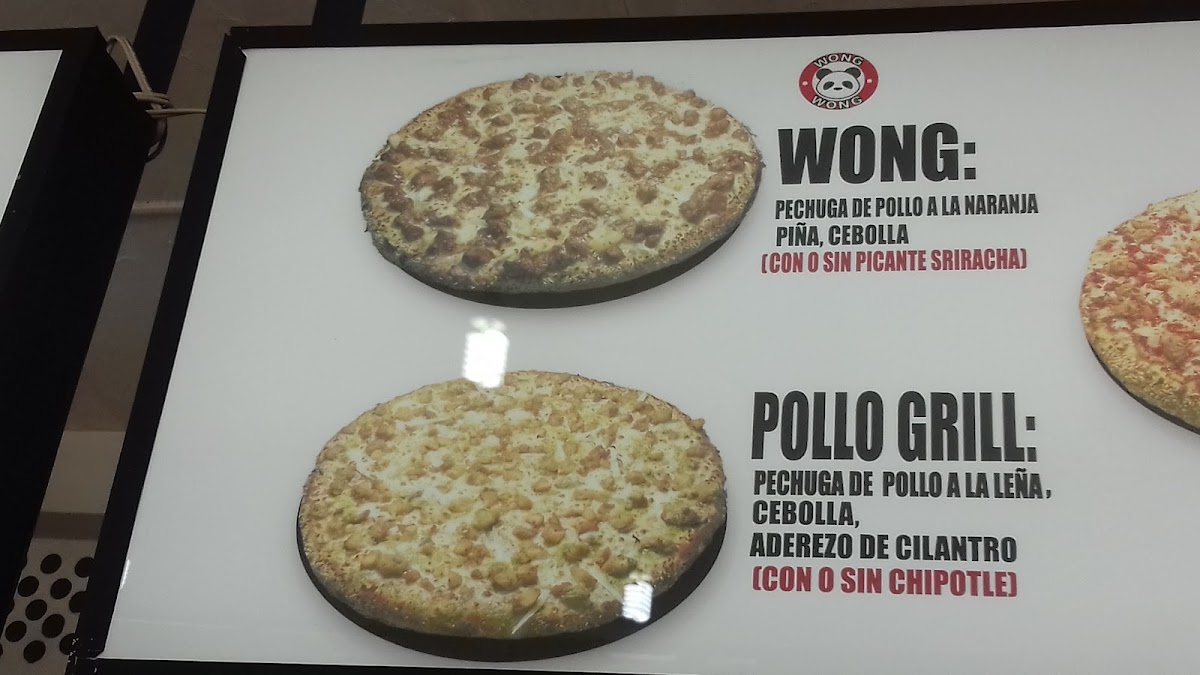 WONG
WONG
WONG:
PECHUGA DE POLLO A LA NARANJA
PIÑA, CEBOLLA
(CON O SIN PICANTE SRIRACHA)
POLLO GRILL:
PECHUGA DE POLLO A LA LEÑA,
CEBOLLA,
ADEREZO DE CILANTRO
(CON O SIN CHIPOTLE)